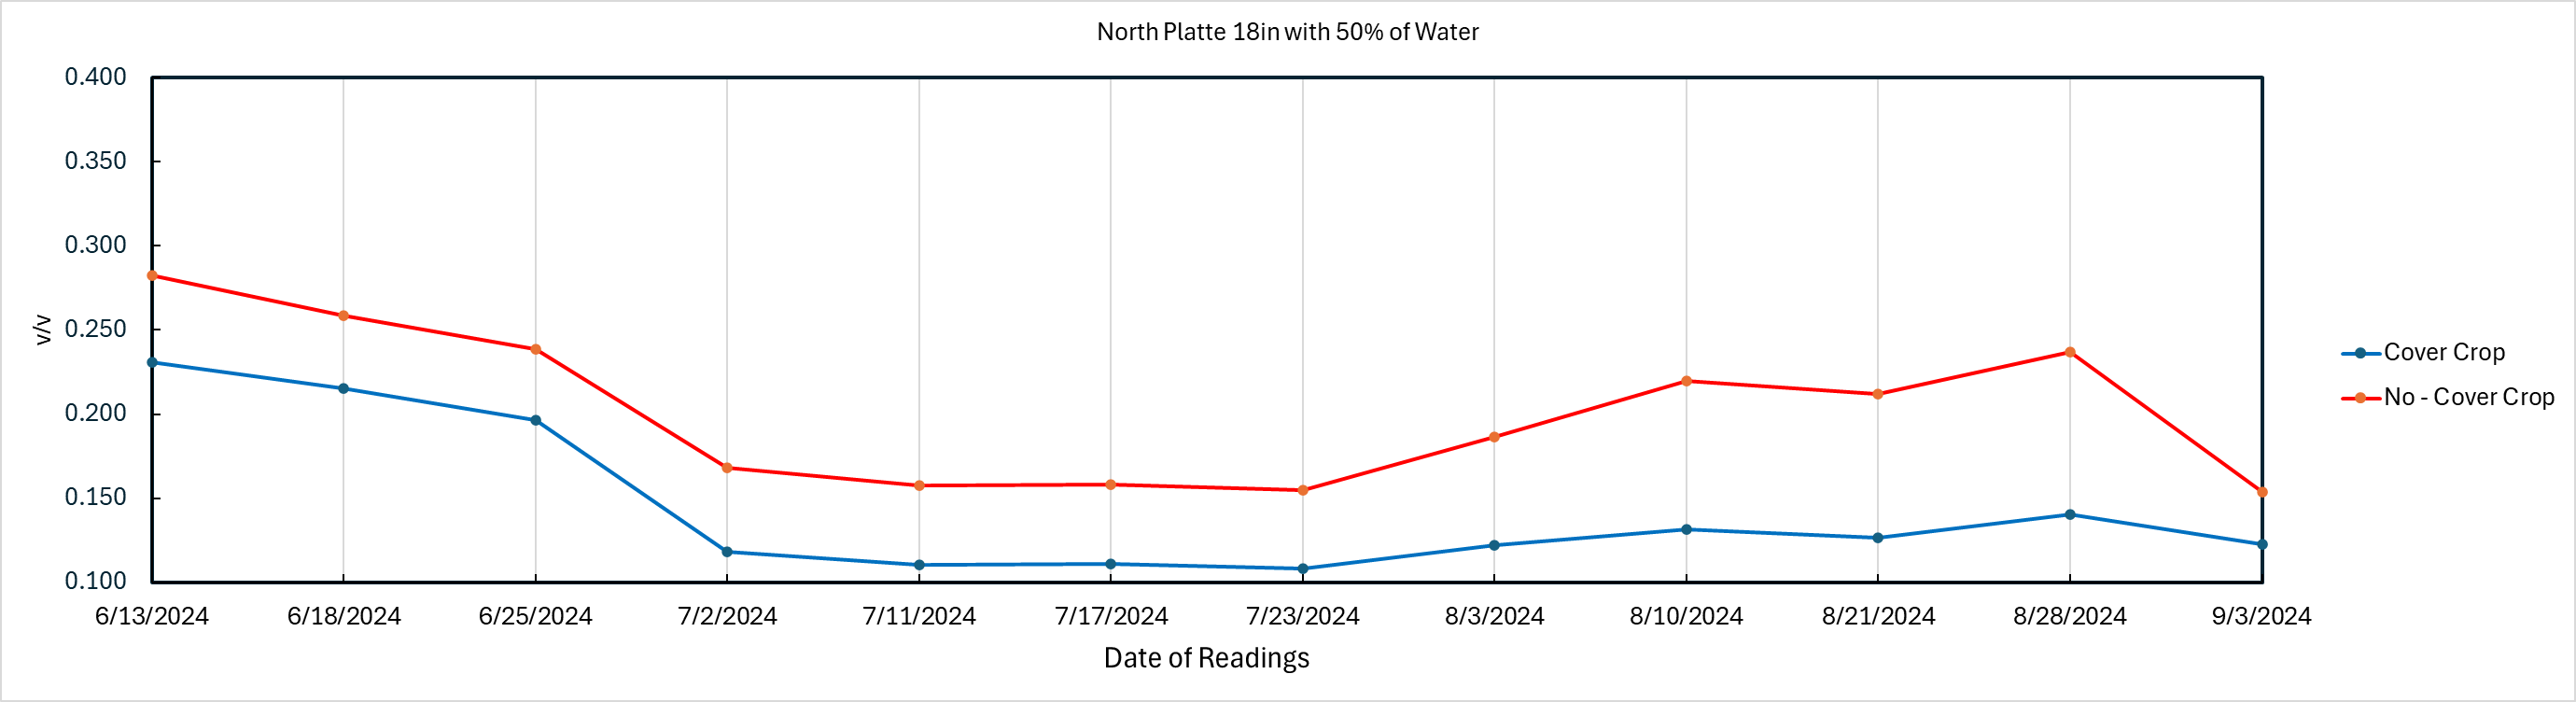 North Platte 18in with 50% of Water
0.400
0.350
0.300
0.250
0.200
0.150
0.100
v/v
6/13/2024 6/18/2024 6/25/2024 7/2/2024 7/11/2024 7/17/2024 7/23/2024 8/3/2024 8/10/2024 8/21/2024 8/28/2024 9/3/2024
Date of Readings
Cover Crop
No - Cover Crop